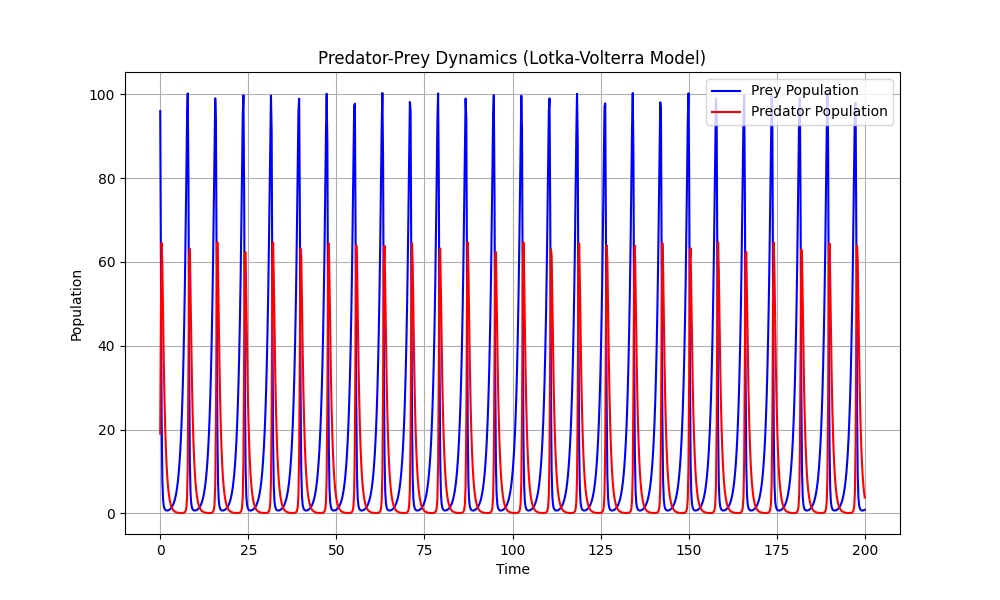 Predator-Prey Dynamics (Lotka-Volterra Model)
Prey Population
Predator Population
Population
100
80
60
40
20
0
0 25 50 75 100 125 150 175 200
Time